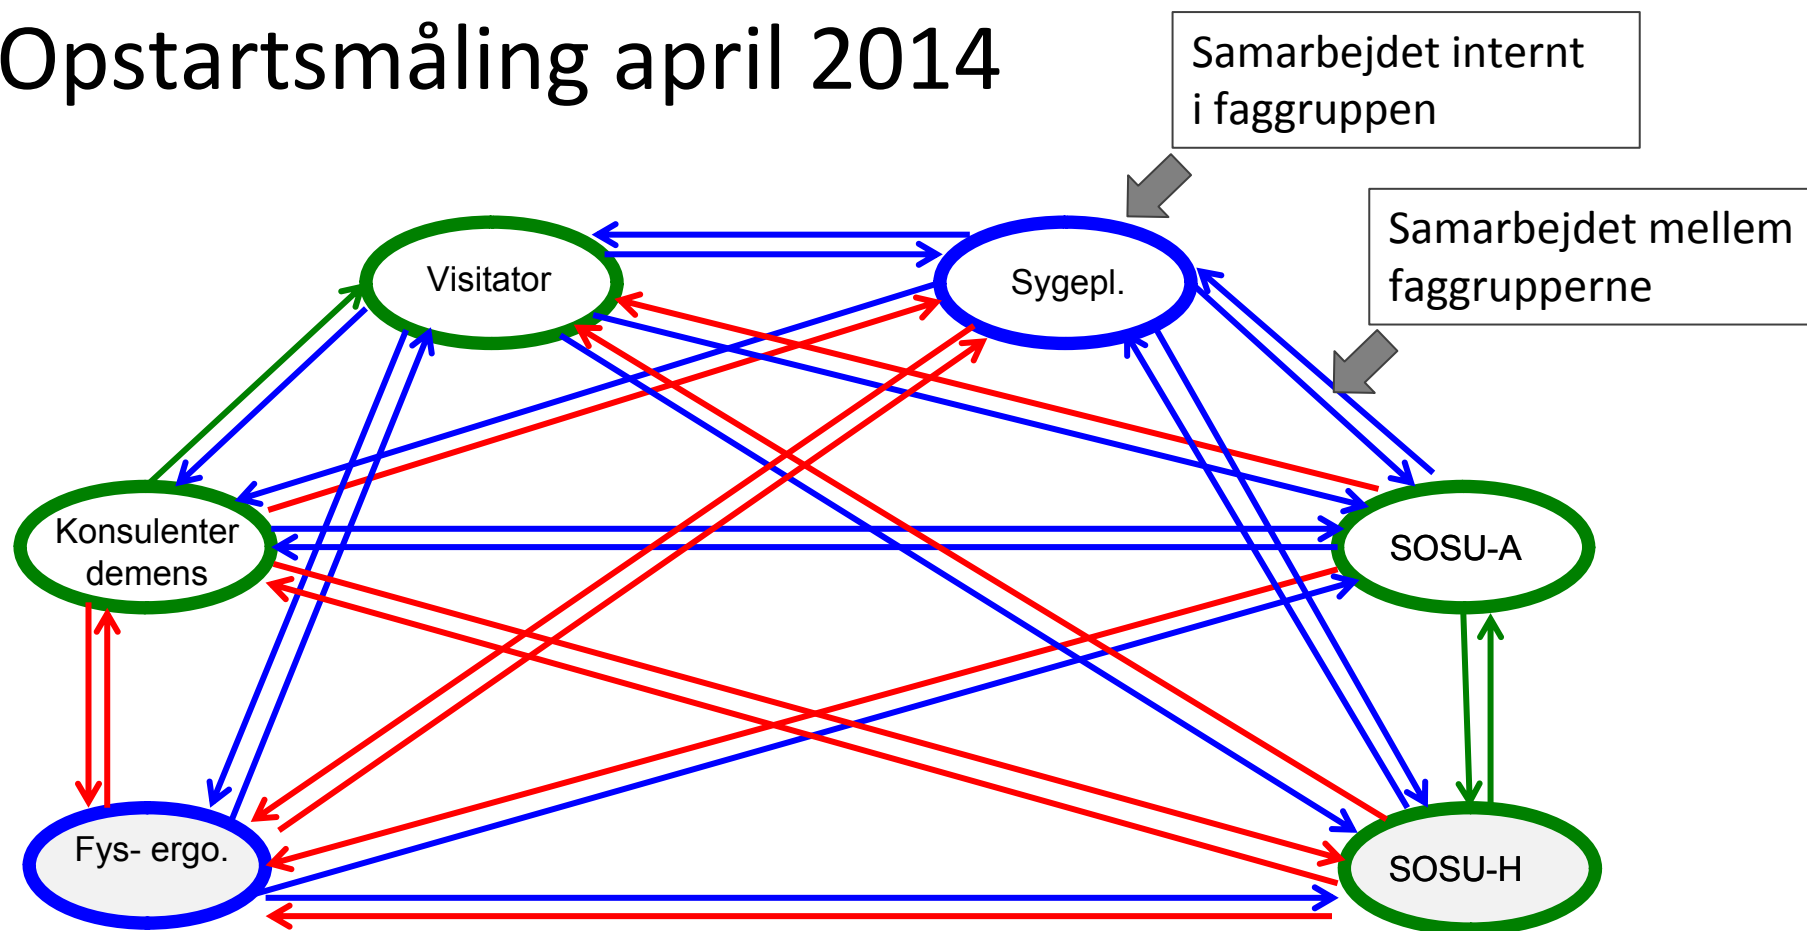 Opstartsmåling april 2014
Samarbejdet internt
i faggruppen
Samarbejdet mellem
faggrupperne
Visitator
Sygepl.
Konsulenter
demens
SOSU-A
Fys- ergo.
SOSU-H